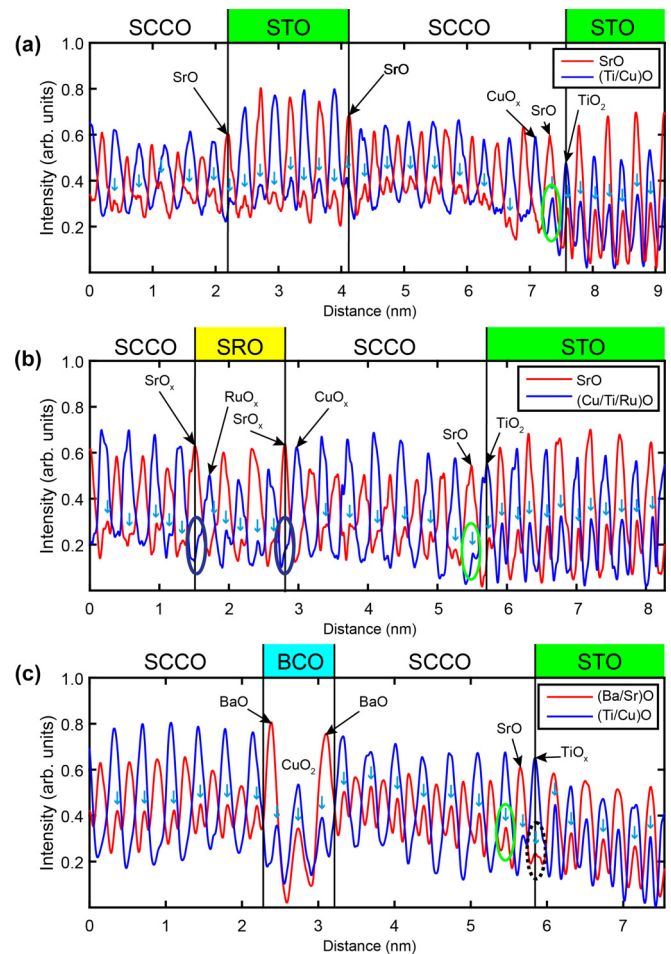 (a)
SCCO STO SCCO STO
1.0
0.8
0.6
0.4
0.2
Intensity (arb. units)
SrO
SrO
CuOx
SrO
TiO2
SrO
(Ti/Cu)O
0 1 2 3 4 5 6 7 8 9
Distance (nm)
(b)
SCCO SRO SCCO STO
1.0
0.8
0.6
0.4
0.2
Intensity (arb. units)
SrOx
RuOx
SrOx
CuOx
SrO
TiO2
SrO
(Cu/Ti/Ru)O
0 1 2 3 4 5 6 7 8
Distance (nm)
(c)
SCCO BCO SCCO STO
1.0
0.8
0.6
0.4
0.2
Intensity (arb. units)
BaO
CuO2
BaO
SrO
TiOx
(Ba/Sr)O
(Ti/Cu)O
0 1 2 3 4 5 6 7
Distance (nm)